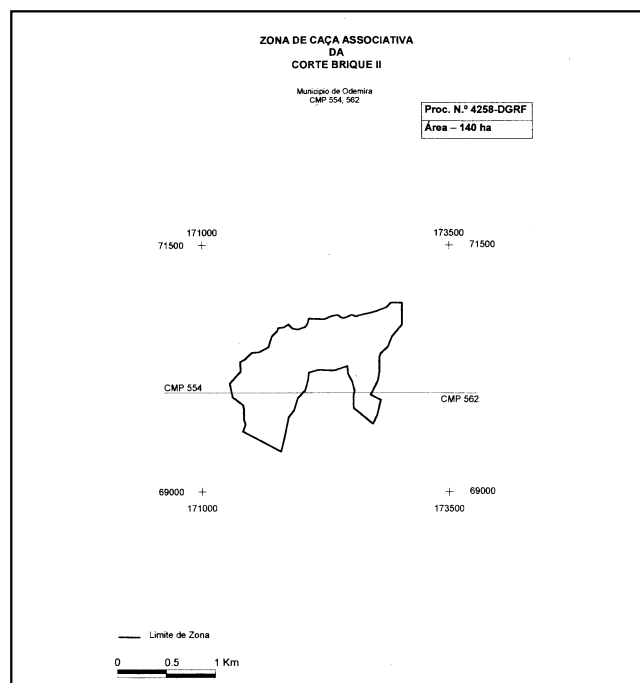 ZONA DE CAÇA ASSOCIATIVA
DA
CORTE BRIQUE II
Municipio de Odemira
CMP 554, 562
Proc. N.º 4258-DGRF
Área – 140 ha
171000 173500
71500 71500
CMP 554
CMP 562
69000 69000
171000 173500
Limite de Zona
0 0.5 1 Km